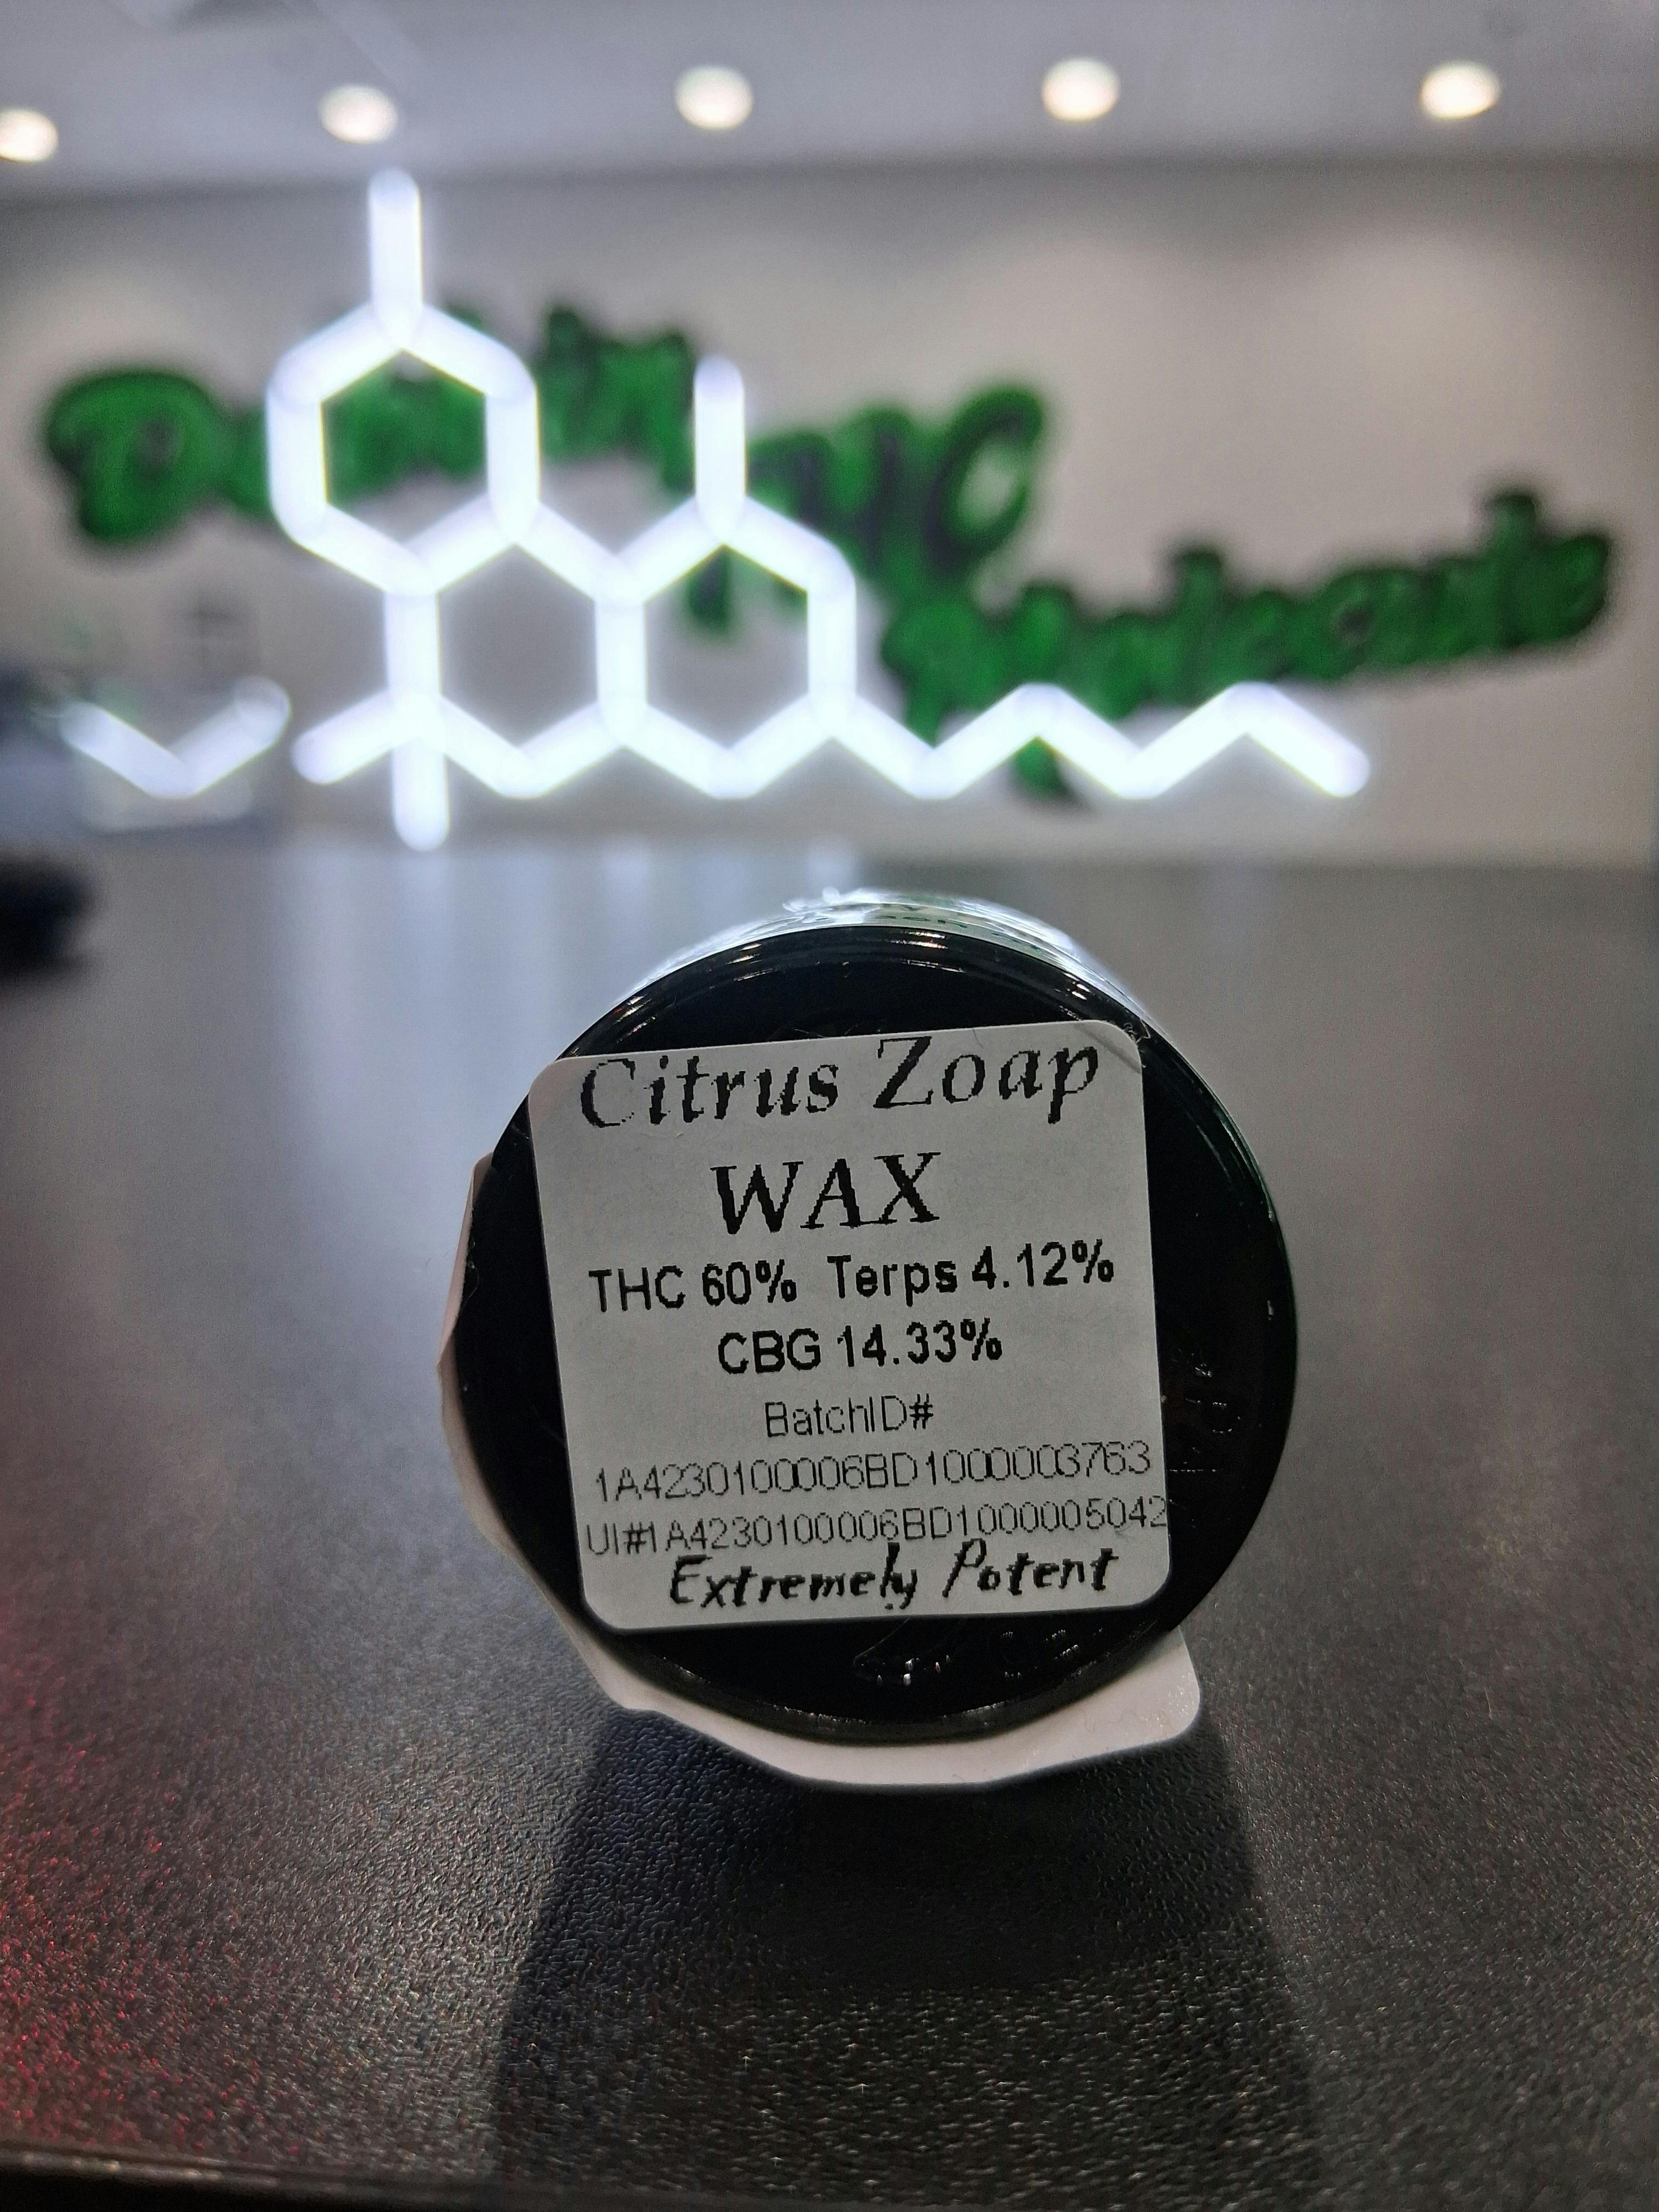 Citrus Zoap
WAX
THC 60% Terps 4.12%
CBG 14.33%
BatchID#
1A4230100006BD1000003763
UI#1A4230100006BD1000005042
Extremely Potent